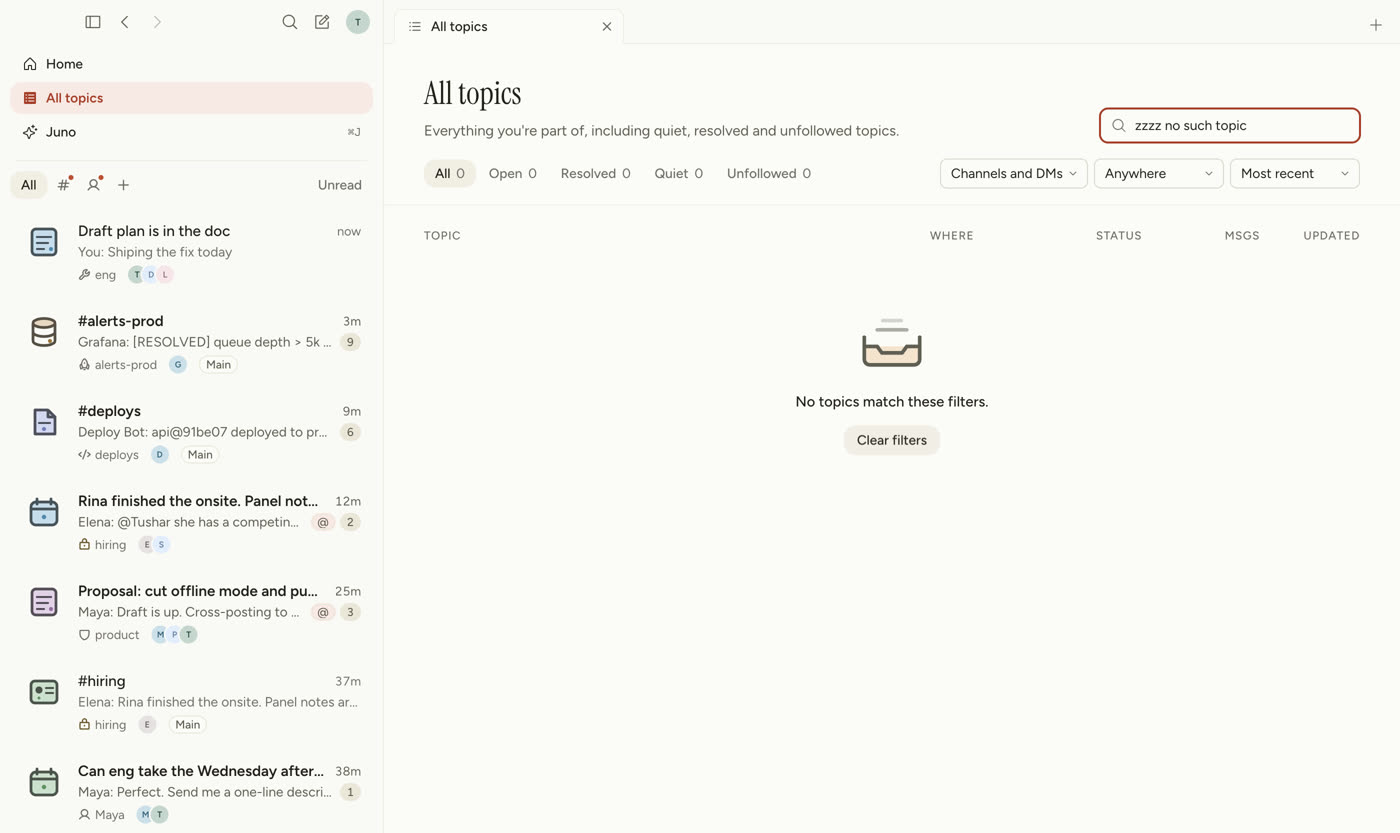 T
Home
All topics
Juno ⌘J
All # Unread
Draft plan is in the doc now
You: Shiping the fix today
eng T D L
#alerts-prod 3m
Grafana: [RESOLVED] queue depth > 5k ... 9
alerts-prod G Main
#deploys 9m
Deploy Bot: api@91be07 deployed to pr... 6
deploys D Main
Rina finished the onsite. Panel not... 12m
Elena: @Tushar she has a competin... @ 2
hiring E S
Proposal: cut offline mode and pu... 25m
Maya: Draft is up. Cross-posting to ... @ 3
product M P T
#hiring 37m
Elena: Rina finished the onsite. Panel notes ar...
hiring E Main
Can eng take the Wednesday after... 38m
Maya: Perfect. Send me a one-line descri... 1
Maya M T
All topics
All topics
Everything you're part of, including quiet, resolved and unfollowed topics.
zzzz no such topic
All 0 Open 0 Resolved 0 Quiet 0 Unfollowed 0
Channels and DMs Anywhere Most recent
TOPIC WHERE STATUS MSGS UPDATED
No topics match these filters.
Clear filters